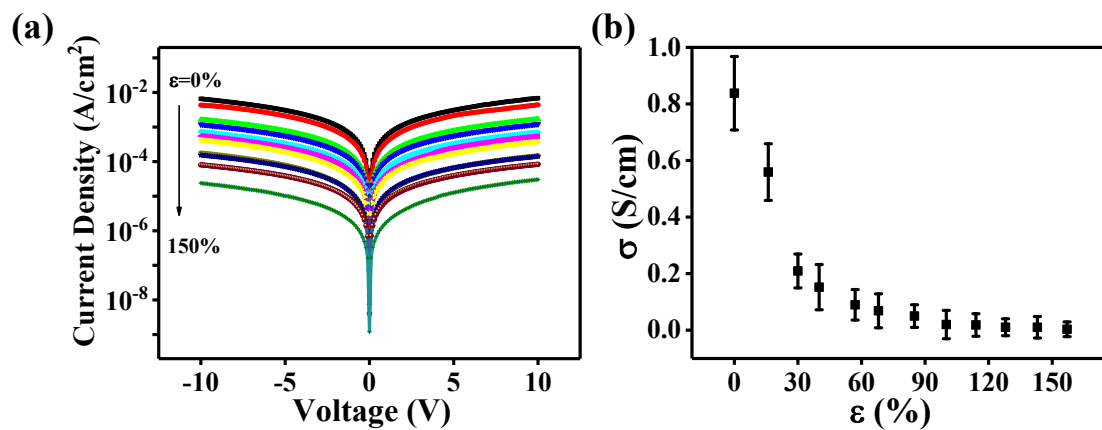 (a)
Current Density (A/cm²)
10⁻²
10⁻⁴
10⁻⁶
10⁻⁸
ε=0%
150%
-10 -5 0 5 10
Voltage (V)
(b)
σ (S/cm)
1.0
0.8
0.6
0.4
0.2
0.0
0 30 60 90 120 150
ε (%)